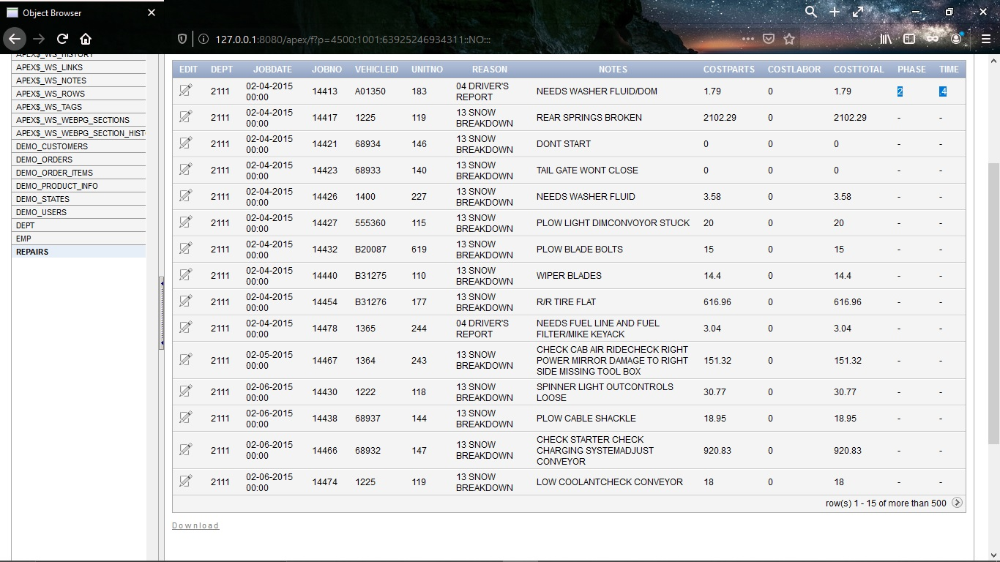 Object Browser
127.0.0.1:8080/apex/f?p=4500:1001:63925246934311::NO:::
APEX$_WS_HISTORY
APEX$_WS_LINKS
APEX$_WS_NOTES
APEX$_WS_ROWS
APEX$_WS_TAGS
APEX$_WS_WEBPG_SECTIONS
APEX$_WS_WEBPG_SECTION_HIST
DEMO_CUSTOMERS
DEMO_ORDERS
DEMO_ORDER_ITEMS
DEMO_PRODUCT_INFO
DEMO_STATES
DEMO_USERS
DEPT
EMP
REPAIRS
EDIT DEPT JOBDATE JOBNO VEHICLEID UNITNO REASON NOTES COSTPARTS COSTLABOR COSTTOTAL PHASE TIME
2111 02-04-2015 00:00 14413 A01350 183 04 DRIVER'S REPORT NEEDS WASHER FLUID/DOM 1.79 0 1.79 2 .4
2111 02-04-2015 00:00 14417 1225 119 13 SNOW BREAKDOWN REAR SPRINGS BROKEN 2102.29 0 2102.29 - -
2111 02-04-2015 00:00 14421 68934 146 13 SNOW BREAKDOWN DONT START 0 0 0 - -
2111 02-04-2015 00:00 14423 68933 140 13 SNOW BREAKDOWN TAIL GATE WONT CLOSE 0 0 0 - -
2111 02-04-2015 00:00 14426 1400 227 13 SNOW BREAKDOWN NEEDS WASHER FLUID 3.58 0 3.58 - -
2111 02-04-2015 00:00 14427 555360 115 13 SNOW BREAKDOWN PLOW LIGHT DIMCONVOYOR STUCK 20 0 20 - -
2111 02-04-2015 00:00 14432 B20087 619 13 SNOW BREAKDOWN PLOW BLADE BOLTS 15 0 15 - -
2111 02-04-2015 00:00 14440 B31275 110 13 SNOW BREAKDOWN WIPER BLADES 14.4 0 14.4 - -
2111 02-04-2015 00:00 14454 B31276 177 13 SNOW BREAKDOWN R/R TIRE FLAT 616.96 0 616.96 - -
2111 02-04-2015 00:00 14478 1365 244 04 DRIVER'S REPORT NEEDS FUEL LINE AND FUEL FILTER/MIKE KEYACK 3.04 0 3.04 - -
2111 02-05-2015 00:00 14467 1364 243 13 SNOW BREAKDOWN CHECK CAB AIR RIDECHECK RIGHT POWER MIRROR DAMAGE TO RIGHT SIDE MISSING TOOL BOX 151.32 0 151.32 - -
2111 02-06-2015 00:00 14430 1222 118 13 SNOW BREAKDOWN SPINNER LIGHT OUTCONTROLS LOOSE 30.77 0 30.77 - -
2111 02-06-2015 00:00 14438 68937 144 13 SNOW BREAKDOWN PLOW CABLE SHACKLE 18.95 0 18.95 - -
2111 02-06-2015 00:00 14466 68932 147 13 SNOW BREAKDOWN CHECK STARTER CHECK CHARGING SYSTEMADJUST CONVEYOR 920.83 0 920.83 - -
2111 02-06-2015 00:00 14474 1225 119 13 SNOW BREAKDOWN LOW COOLANTCHECK CONVEYOR 18 0 18 - -
row(s) 1 - 15 of more than 500
Download